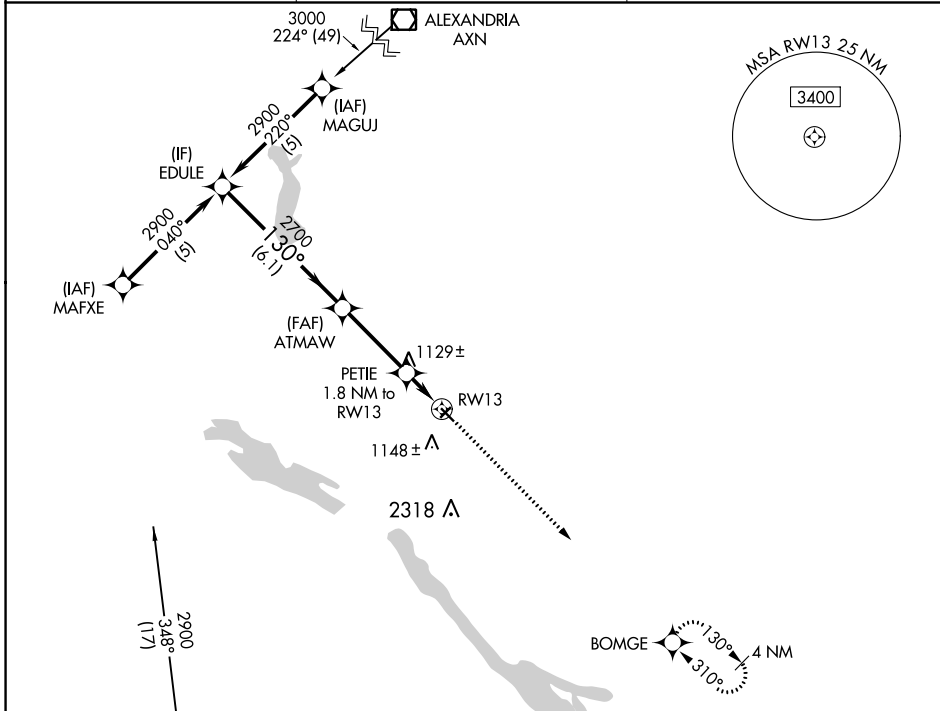 3000
224° (49)
ALEXANDRIA
AXN
MSA RW13 25 NM
3400
(IAF)
MAGUJ
2900
220°
(5)
(IF)
EDULE
2900
040°
(5)
2700
130°
(6.1)
(IAF)
MAFXE
(FAF)
ATMAW
1129±
PETIE
1.8 NM to
RW13
RW13
1148±
2318
2900
348°
(17)
BOMGE
130°
310°
4 NM